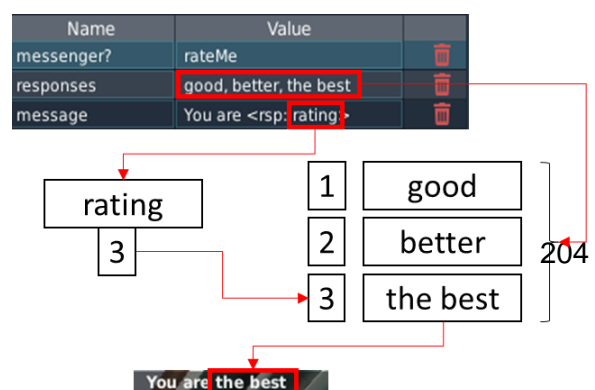 Name Value
messenger? rateMe
responses good, better, the best
message You are <rsp: rating>
rating
3
1 good
2 better
3 the best
204
You are the best